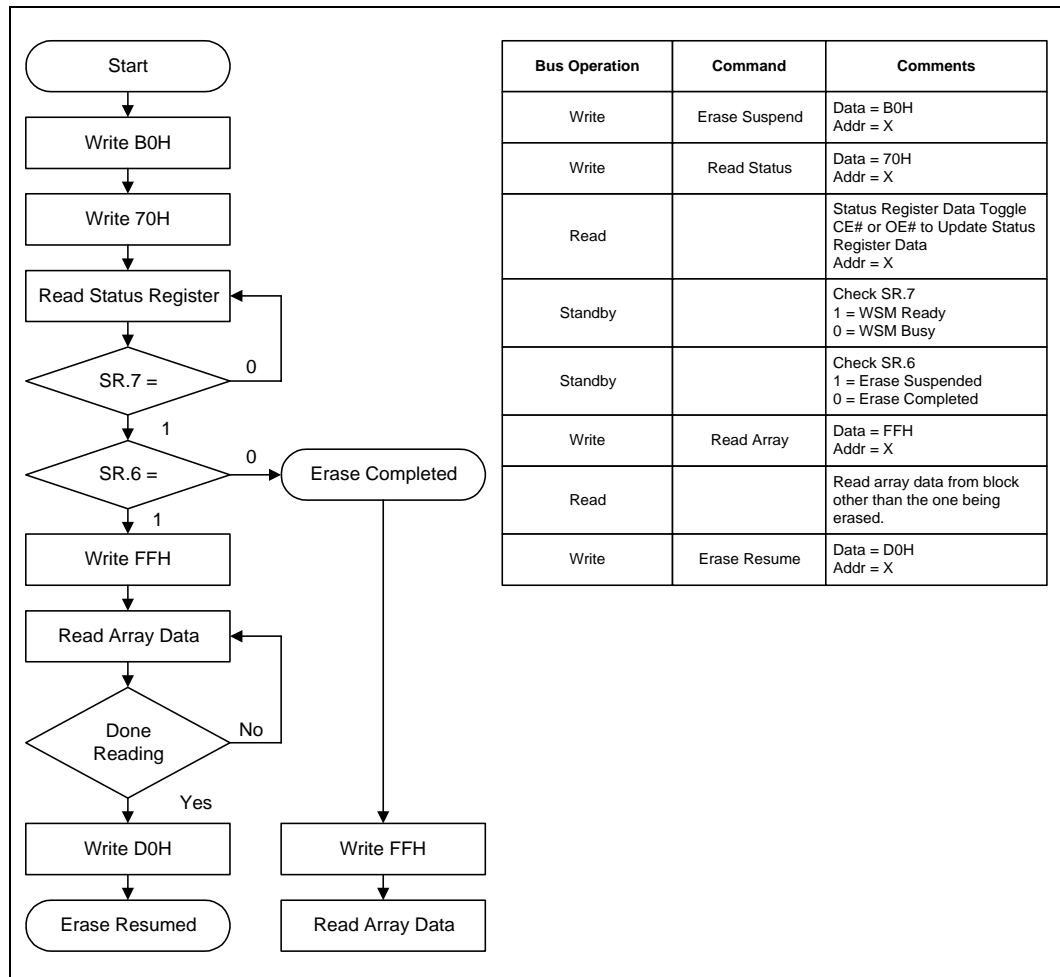 Start
Write B0H
Write 70H
Read Status Register
SR.7 =
0
1
SR.6 =
0
Erase Completed
1
Write FFH
Read Array Data
Done
Reading
No
Yes
Write D0H
Write FFH
Erase Resumed
Read Array Data
Bus Operation Command Comments
Write Erase Suspend Data = B0H
Addr = X
Write Read Status Data = 70H
Addr = X
Read Status Register Data Toggle
CE# or OE# to Update Status
Register Data
Addr = X
Standby Check SR.7
1 = WSM Ready
0 = WSM Busy
Standby Check SR.6
1 = Erase Suspended
0 = Erase Completed
Write Read Array Data = FFH
Addr = X
Read Read array data from block
other than the one being
erased.
Write Erase Resume Data = D0H
Addr = X